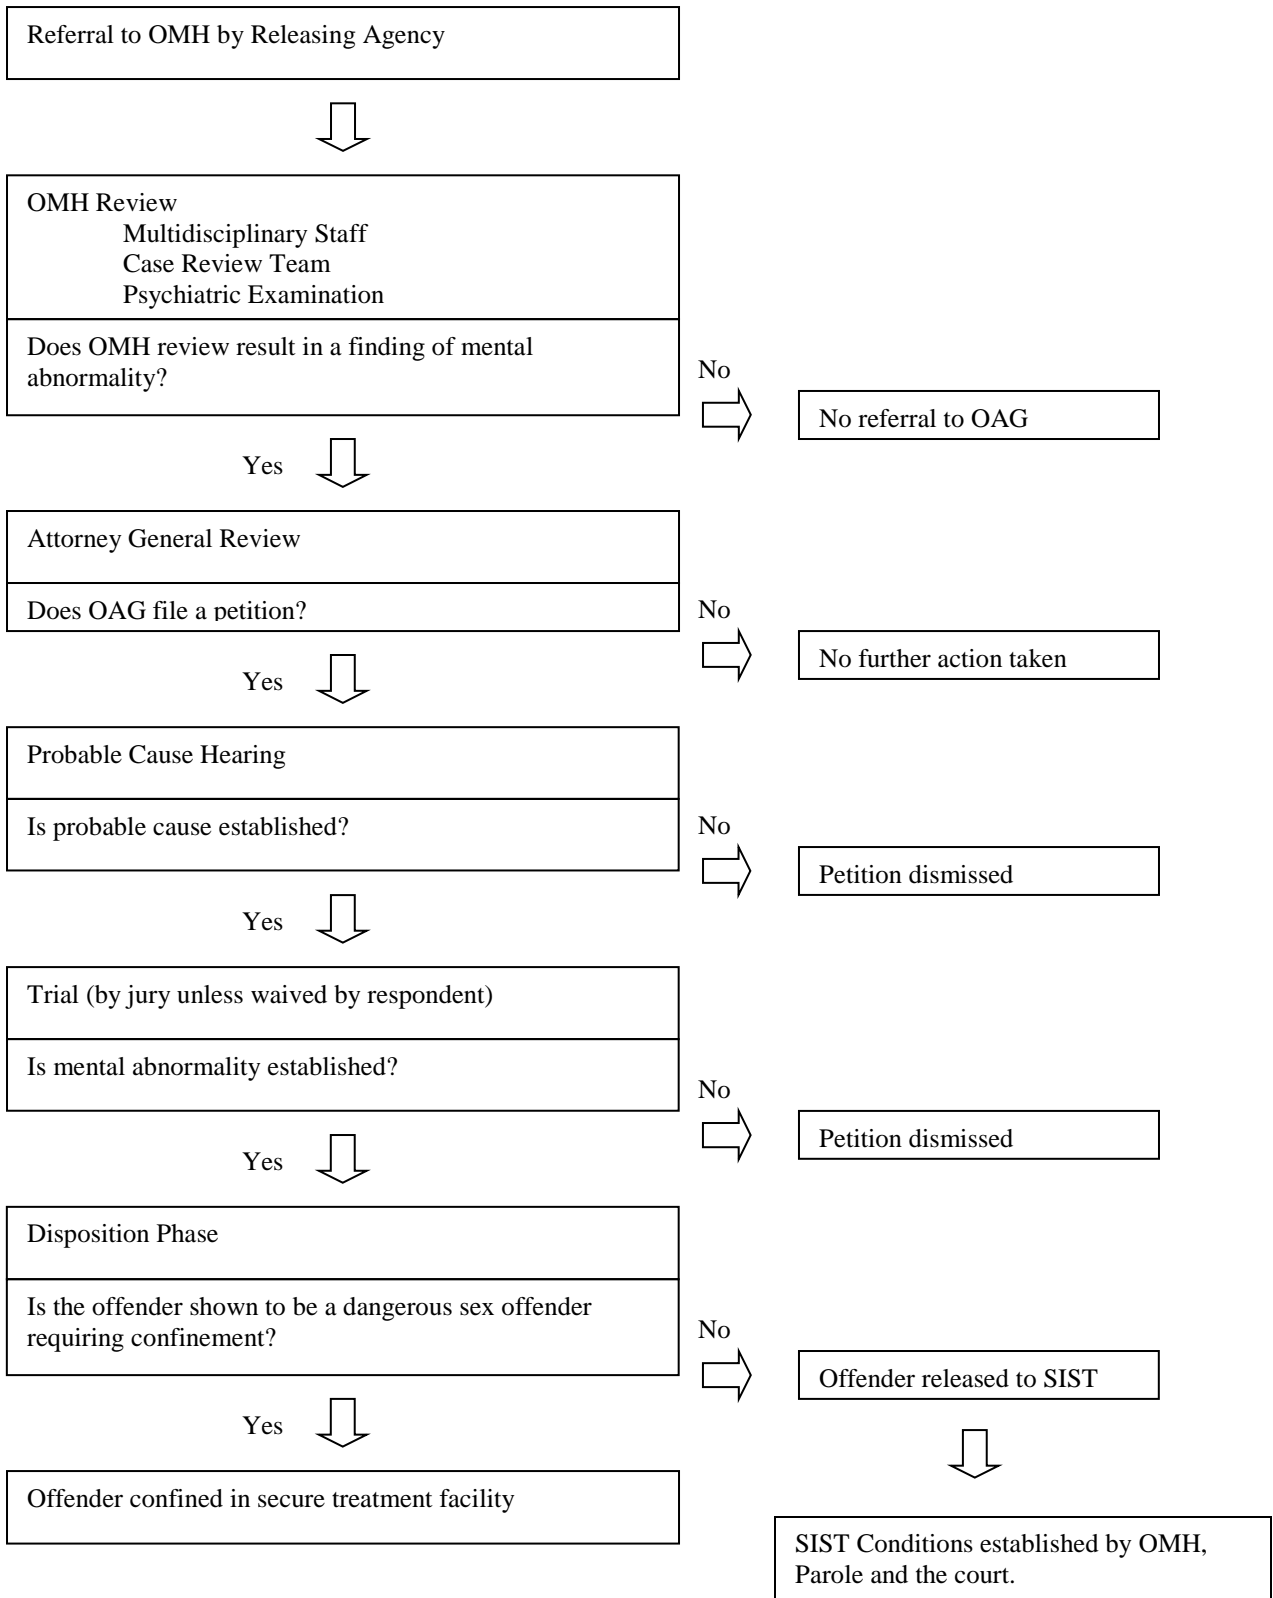 Referral to OMH by Releasing Agency
OMH Review
Multidisciplinary Staff
Case Review Team
Psychiatric Examination
Does OMH review result in a finding of mental
abnormality?
No
No referral to OAG
Yes
Attorney General Review
Does OAG file a petition?
No
No further action taken
Yes
Probable Cause Hearing
Is probable cause established?
No
Petition dismissed
Yes
Trial (by jury unless waived by respondent)
Is mental abnormality established?
No
Petition dismissed
Yes
Disposition Phase
Is the offender shown to be a dangerous sex offender
requiring confinement?
No
Offender released to SIST
Yes
Offender confined in secure treatment facility
SIST Conditions established by OMH,
Parole and the court.